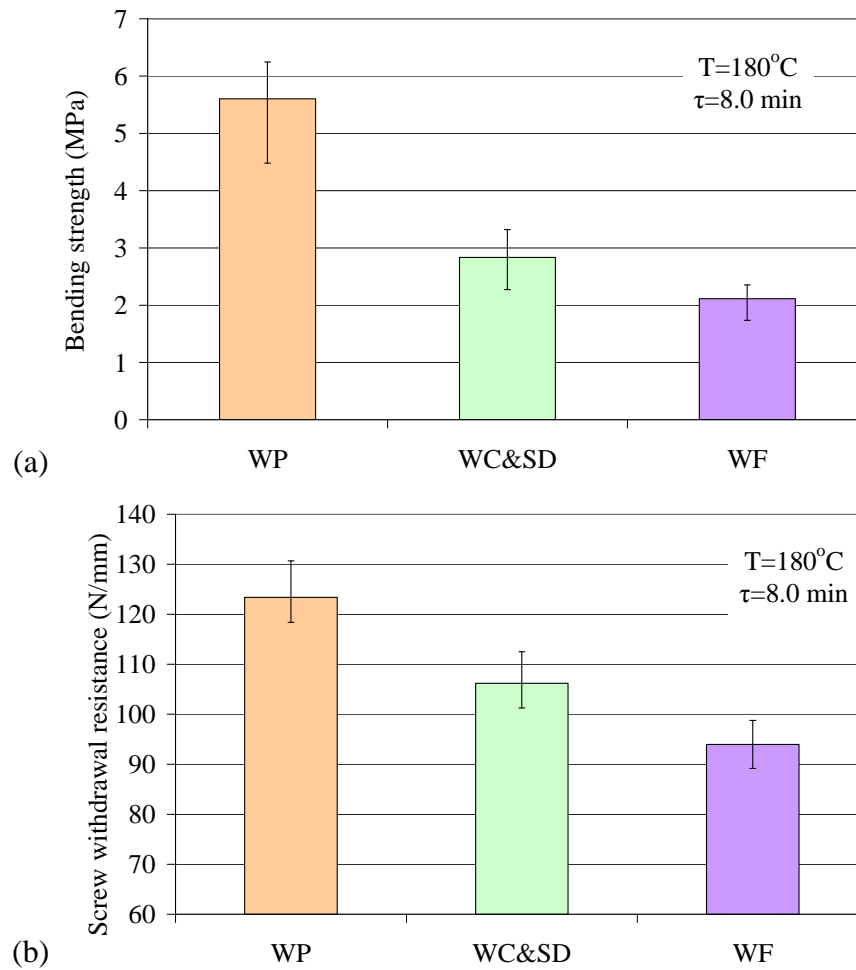 Bending strength (MPa)
7
6
5
4
3
2
1
0
T=180°C
τ=8.0 min
WP WC&SD WF
(a)
Screw withdrawal resistance (N/mm)
140
130
120
110
100
90
80
70
60
T=180°C
τ=8.0 min
WP WC&SD WF
(b)